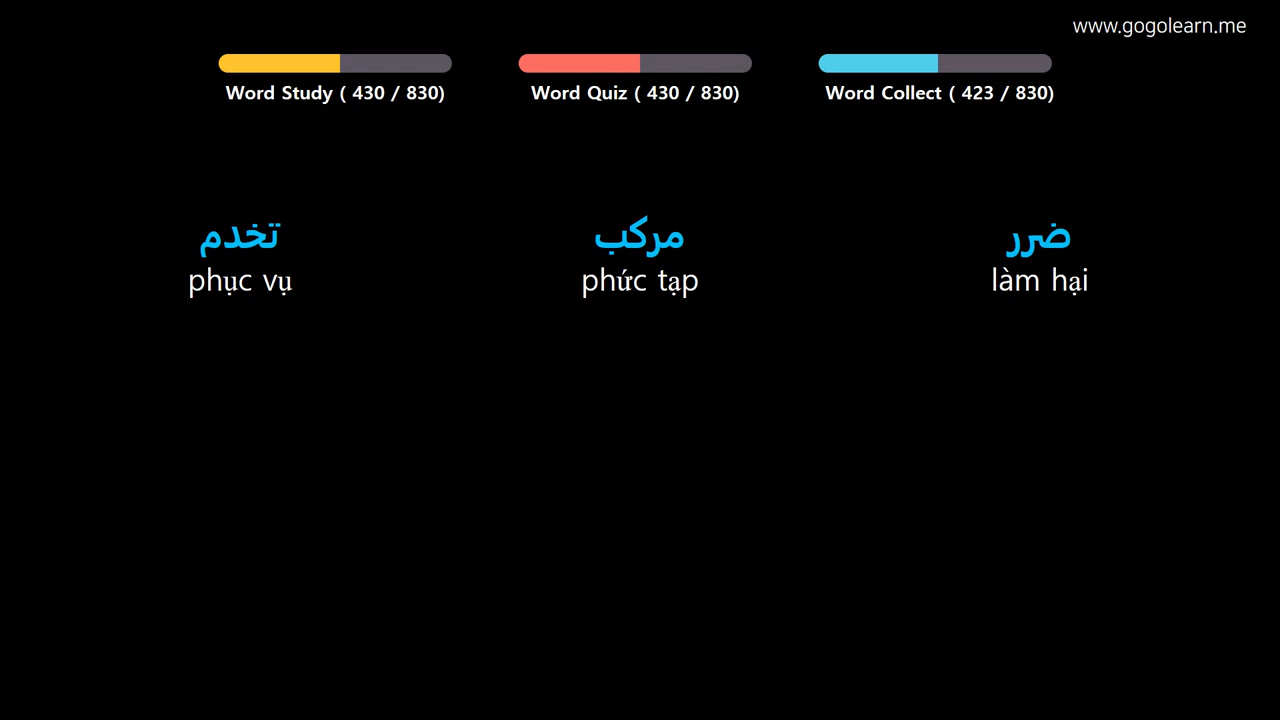 www.gogolearn.me
Word Study ( 430 / 830)
Word Quiz ( 430 / 830)
Word Collect ( 423 / 830)
تخدم
phục vụ
مركب
phức tạp
ضرر
làm hại